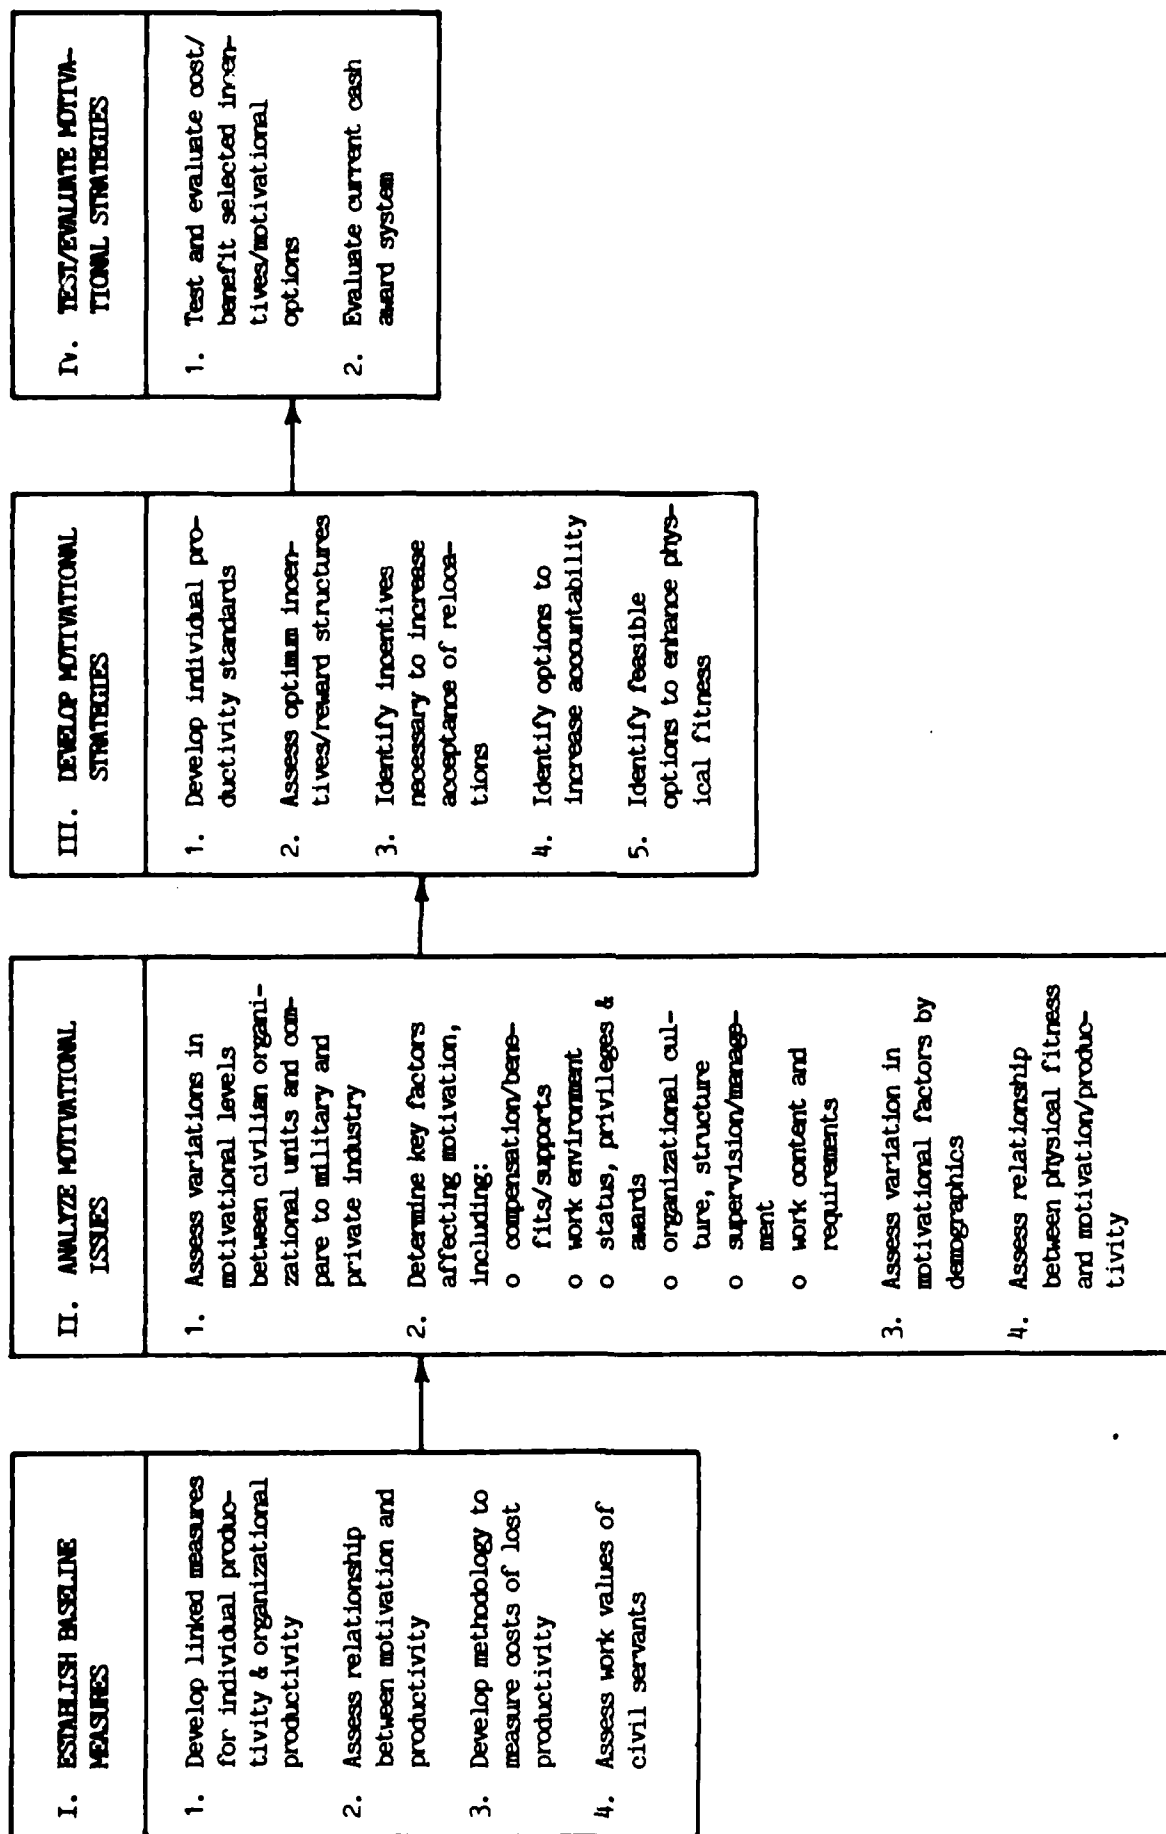 I. ESTABLISH BASELINE
MEASURES
1. Develop linked measures
for individual produc-
tivity & organizational
productivity
2. Assess relationship
between motivation and
productivity
3. Develop methodology to
measure costs of lost
productivity
4. Assess work values of
civil servants
II. ANALYZE MOTIVATIONAL
ISSUES
1. Assess variations in
motivational levels
between civilian organi-
zational units and com-
pare to military and
private industry
2. Determine key factors
affecting motivation,
including:
o compensation/bene-
fits/supports
o work environment
o status, privileges &
awards
o organizational cul-
ture, structure
o supervision/manage-
ment
o work content and
requirements
3. Assess variation in
motivational factors by
demographics
4. Assess relationship
between physical fitness
and motivation/produc-
tivity
III. DEVELOP MOTIVATIONAL
STRATEGIES
1. Develop individual pro-
ductivity standards
2. Assess optimum incen-
tives/reward structures
3. Identify incentives
necessary to increase
acceptance of reloca-
tions
4. Identify options to
increase accountability
5. Identify feasible
options to enhance phys-
ical fitness
IV. TEST/EVALUATE MOTIVA-
TIONAL STRATEGIES
1. Test and evaluate cost/
benefit selected incen-
tives/motivational
options
2. Evaluate current cash
award system